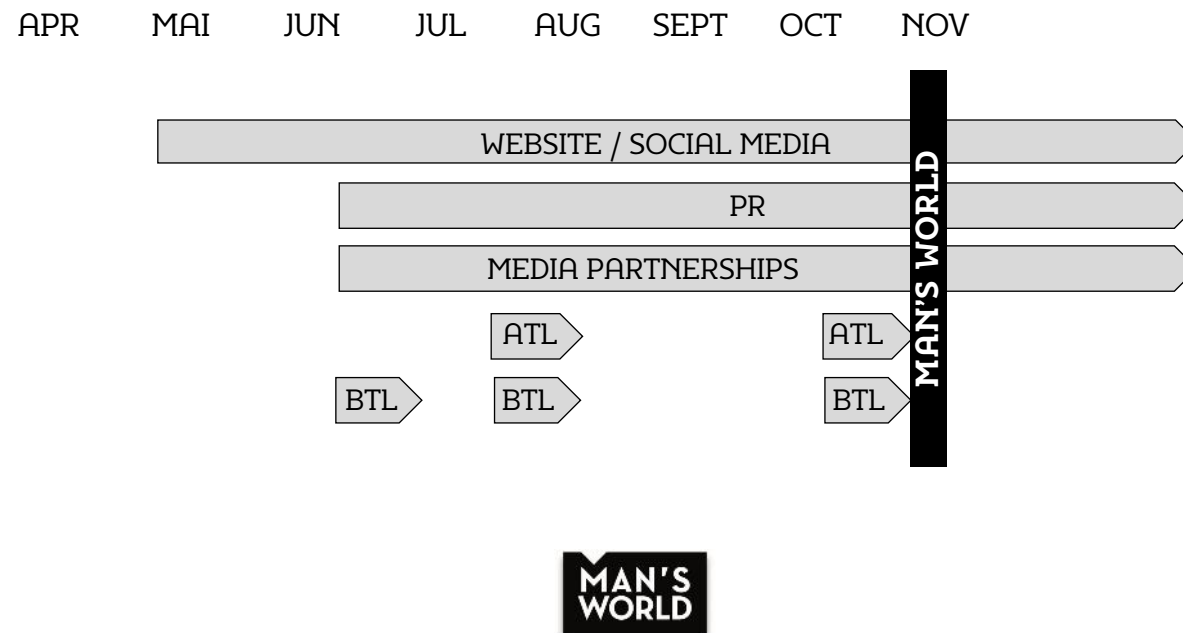 APR MAI JUN JUL AUG SEPT OCT NOV
WEBSITE / SOCIAL MEDIA
PR
MEDIA PARTNERSHIPS
ATL ATL
BTL BTL BTL
MAN'S WORLD
MAN'S
WORLD